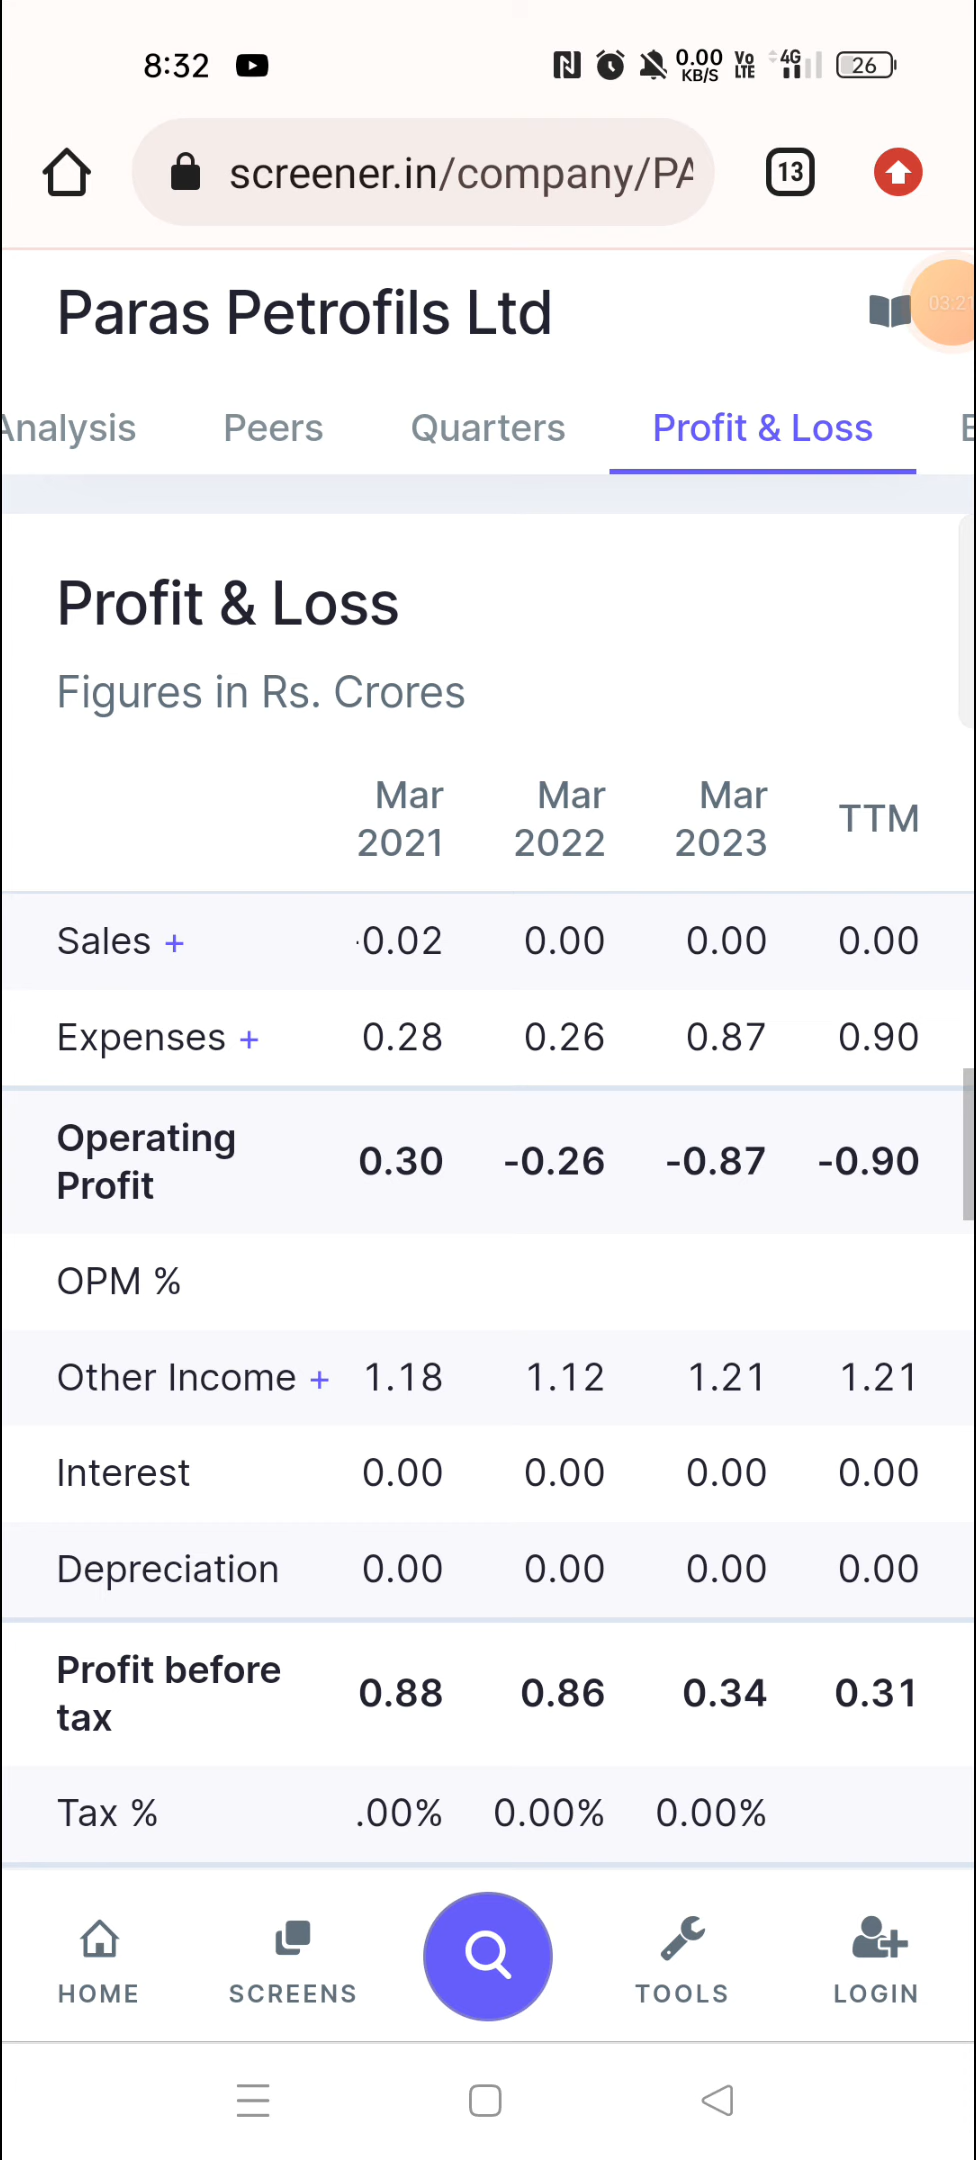 8:32 0.00 KB/S Vo LTE 4G 26
screener.in/company/PA 13
Paras Petrofils Ltd
03:21
Analysis Peers Quarters Profit & Loss
Profit & Loss
Figures in Rs. Crores
Mar 2021 Mar 2022 Mar 2023 TTM
Sales + -0.02 0.00 0.00 0.00
Expenses + 0.28 0.26 0.87 0.90
Operating Profit 0.30 -0.26 -0.87 -0.90
OPM %
Other Income + 1.18 1.12 1.21 1.21
Interest 0.00 0.00 0.00 0.00
Depreciation 0.00 0.00 0.00 0.00
Profit before tax 0.88 0.86 0.34 0.31
Tax % .00% 0.00% 0.00%
HOME SCREENS TOOLS LOGIN